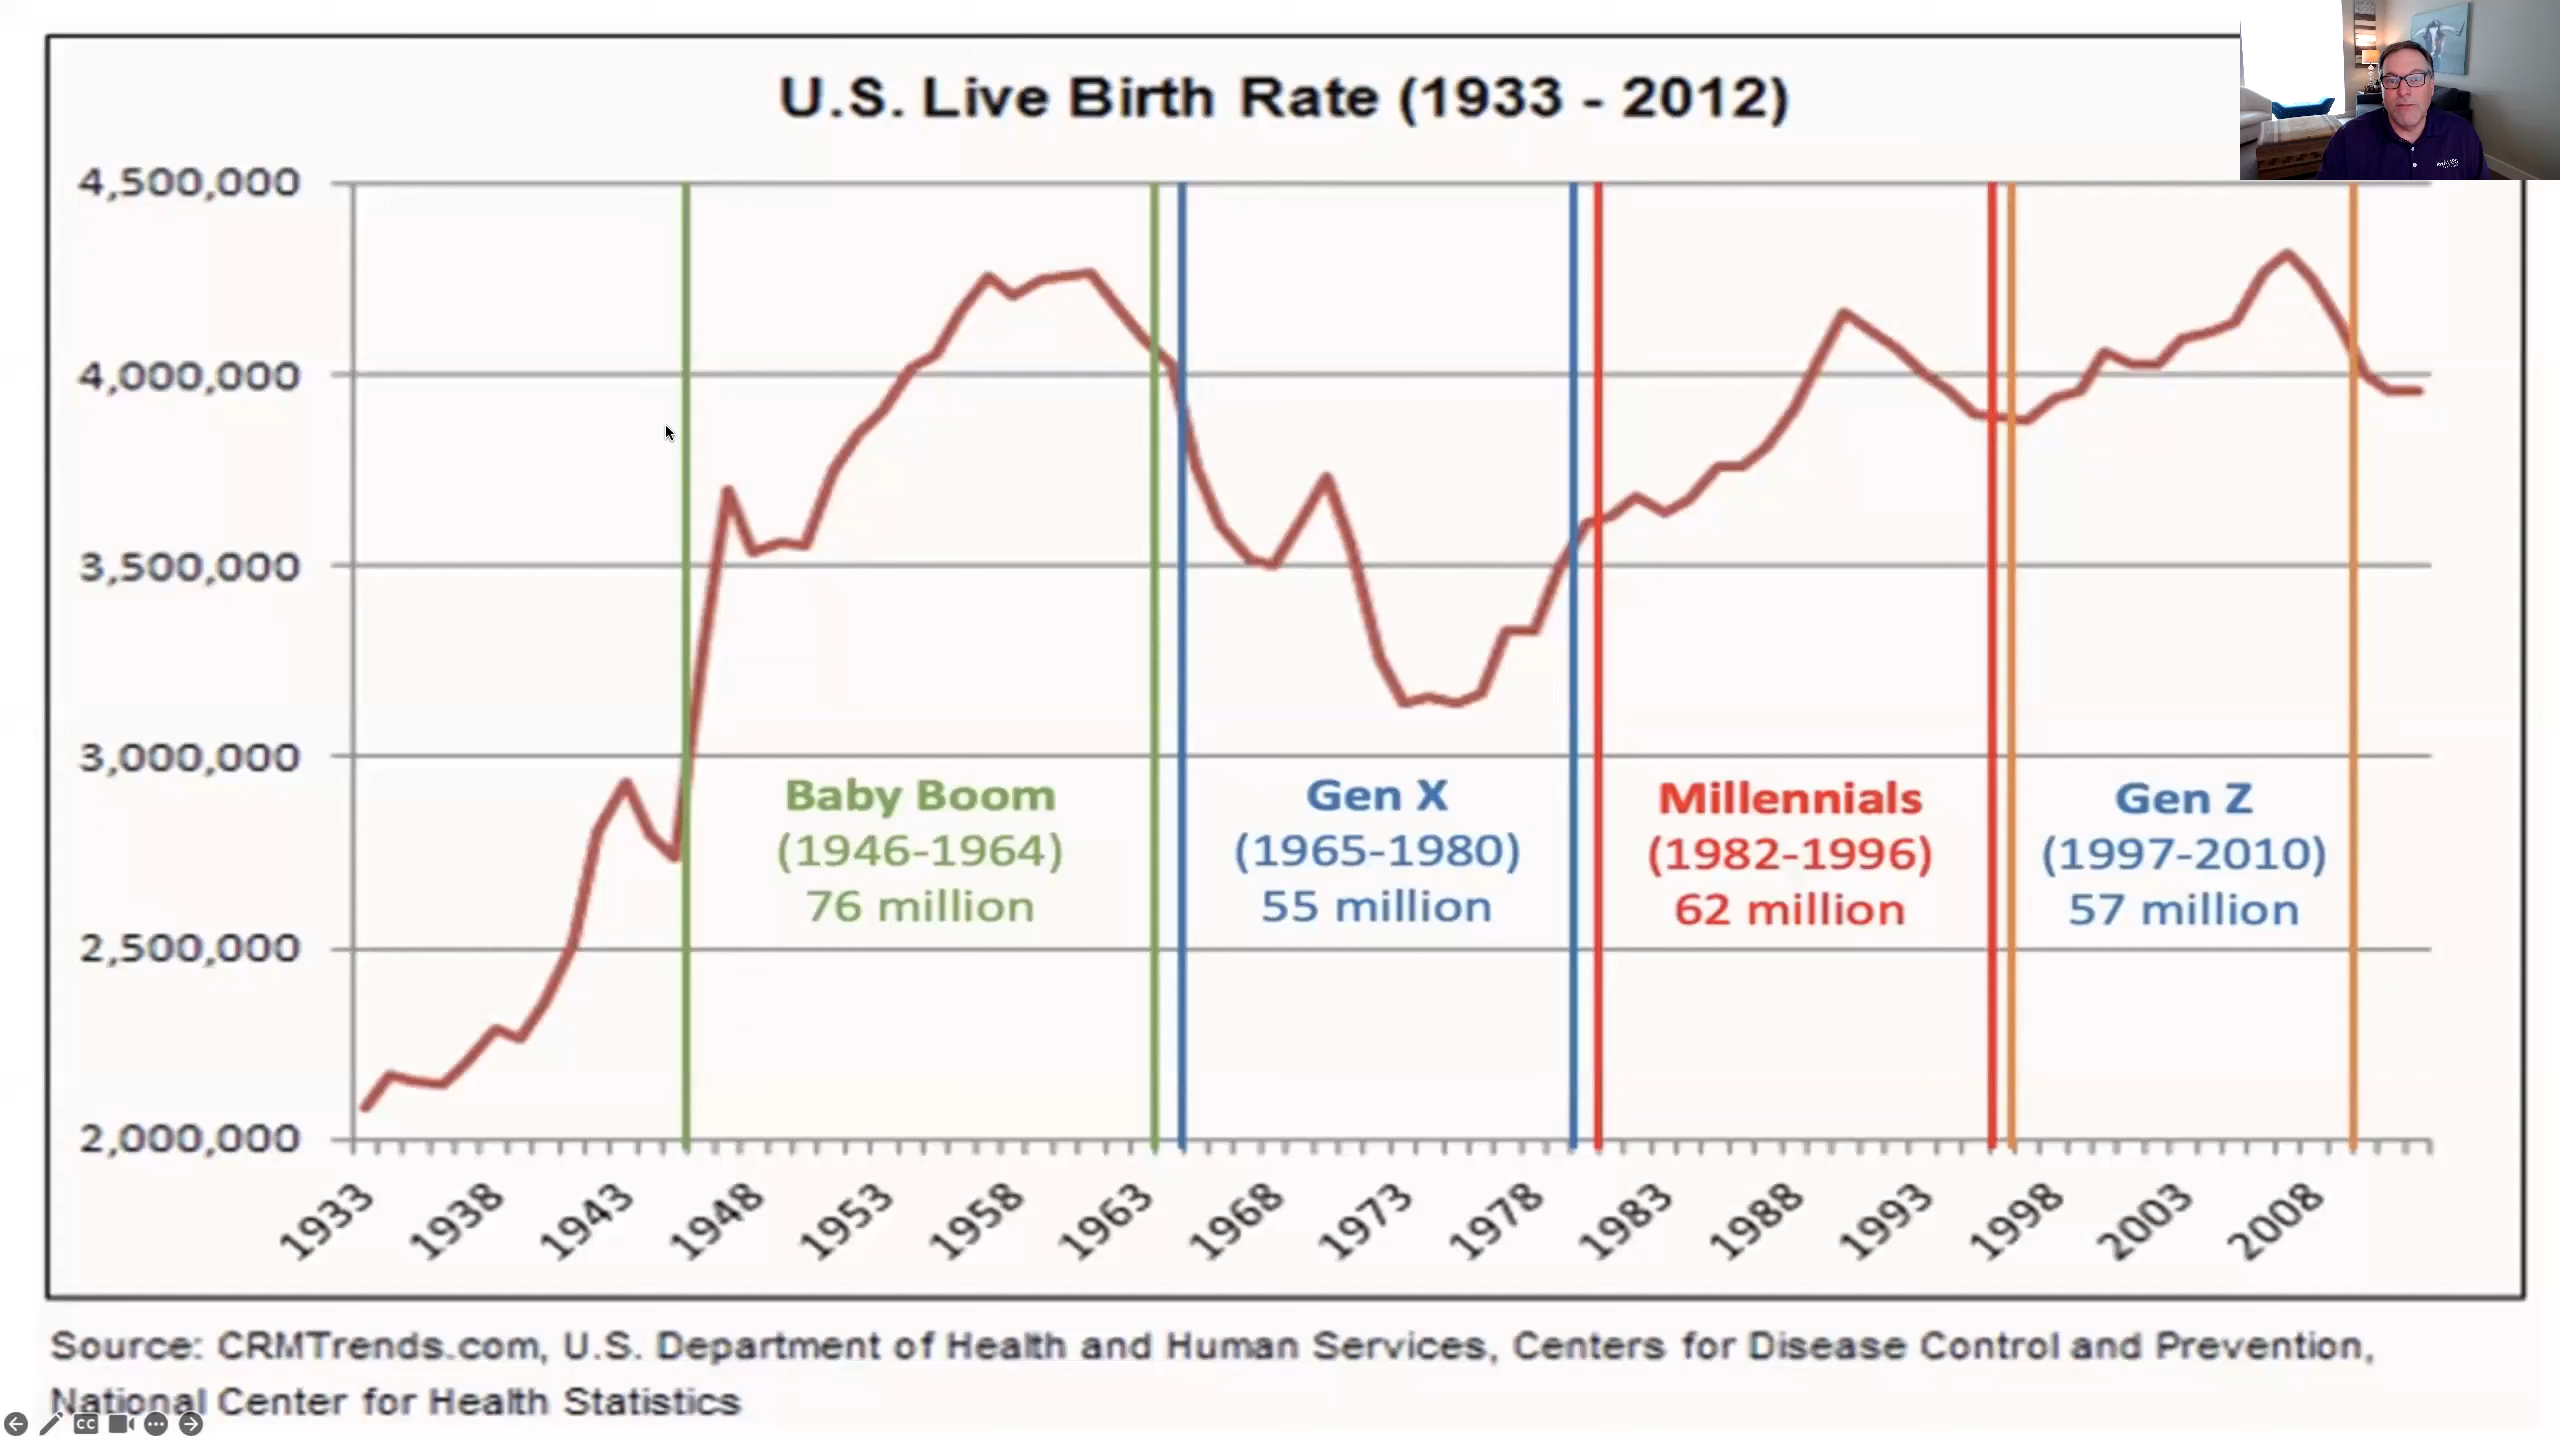 U.S. Live Birth Rate (1933 - 2012)
4,500,000
4,000,000
3,500,000
3,000,000
2,500,000
2,000,000
Baby Boom
(1946-1964)
76 million
Gen X
(1965-1980)
55 million
Millennials
(1982-1996)
62 million
Gen Z
(1997-2010)
57 million
1933
1938
1943
1948
1953
1958
1963
1968
1973
1978
1983
1988
1993
1998
2003
2008
Source: CRMTrends.com, U.S. Department of Health and Human Services, Centers for Disease Control and Prevention,
National Center for Health Statistics
CC